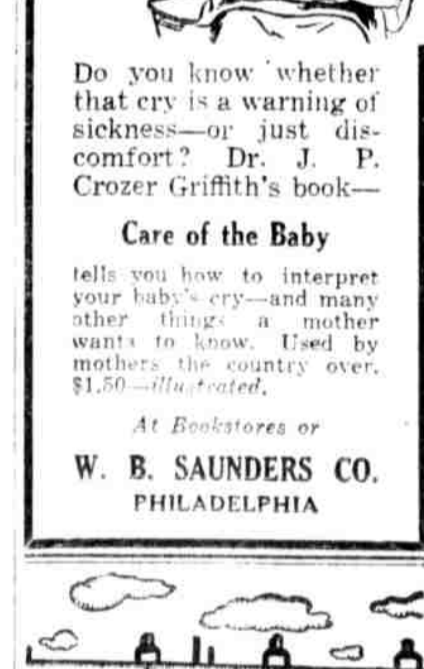 Do you know whether
that cry is a warning of
sickness—or just dis-
comfort? Dr. J. P.
Crozer Griffith's book—
Care of the Baby
tells you how to interpret
your baby's cry—and many
other things a mother
wants to know. Used by
mothers the country over.
$1.50—illustrated.
At Bookstores or
W. B. SAUNDERS CO.
PHILADELPHIA